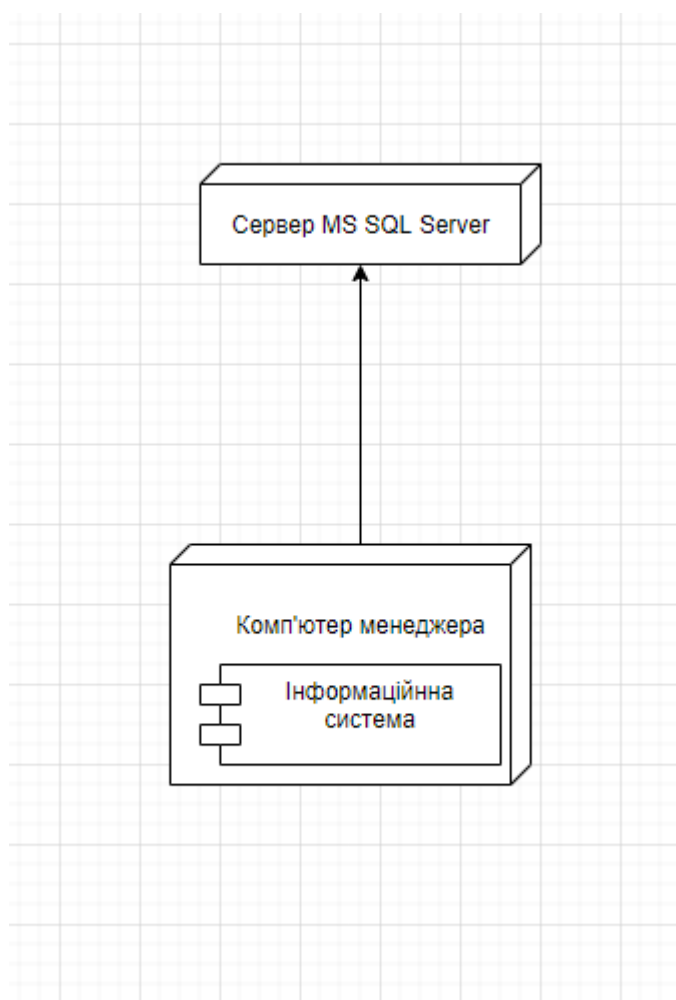 Сервер MS SQL Server
Комп'ютер менеджера
Інформаційнна
система